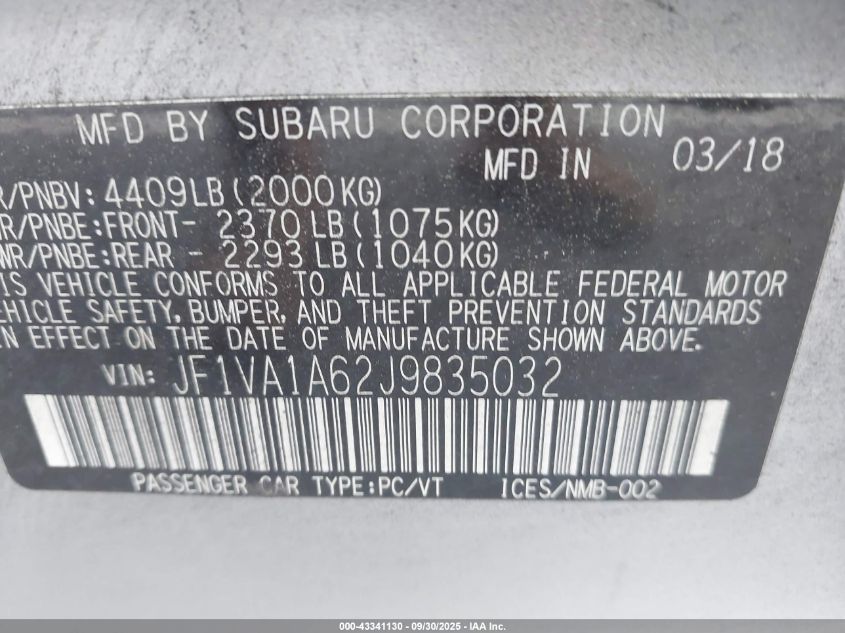 MFD BY SUBARU CORPORATION
MFD IN 03/18
R/PNBV: 4409LB (2000KG)
R/PNBE:FRONT- 2370 LB (1075KG)
WR/PNBE:REAR - 2293 LB (1040KG)
IS VEHICLE CONFORMS TO ALL APPLICABLE FEDERAL MOTOR
EHICLE SAFETY, BUMPER, AND THEFT PREVENTION STANDARDS
N EFFECT ON THE DATE OF MANUFACTURE SHOWN ABOVE.
VIN: JF1VA1A62J9835032
PASSENGER CAR TYPE:PC/VT ICES/NMB-002
000-43341130 - 09/30/2025 - IAA Inc.